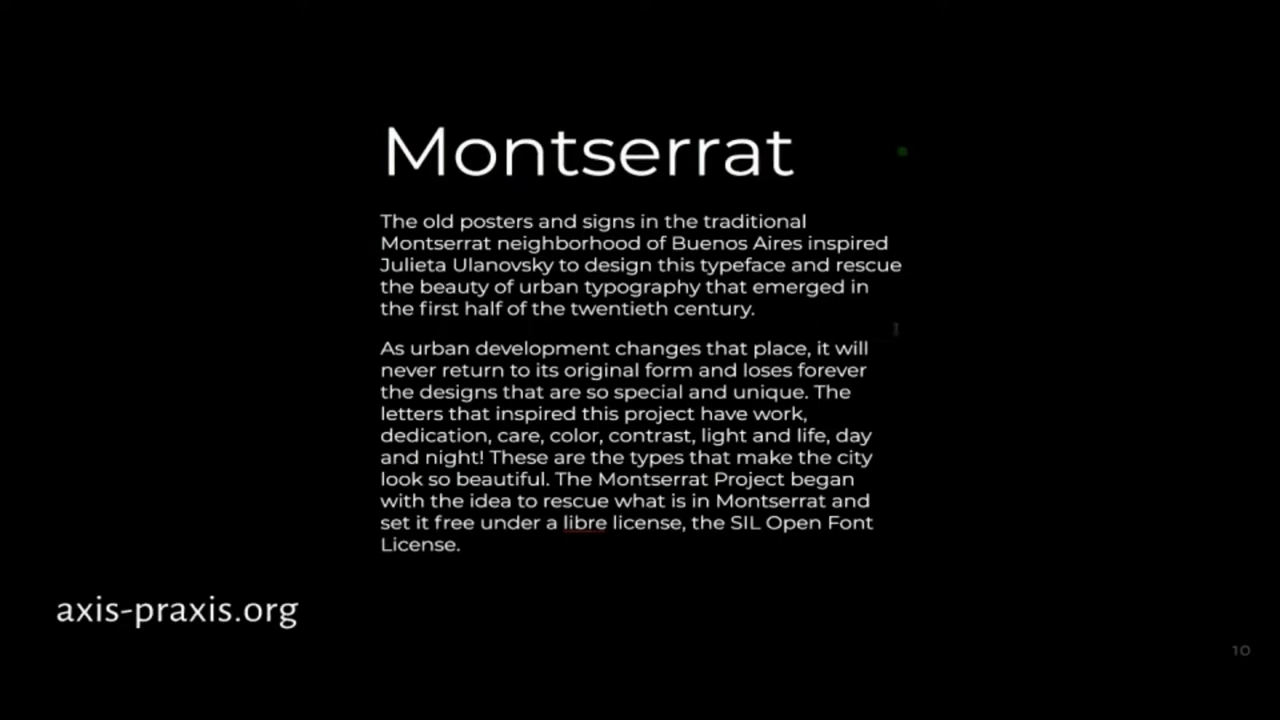 Montserrat
The old posters and signs in the traditional
Montserrat neighborhood of Buenos Aires inspired
Julieta Ulanovsky to design this typeface and rescue
the beauty of urban typography that emerged in
the first half of the twentieth century.
As urban development changes that place, it will
never return to its original form and loses forever
the designs that are so special and unique. The
letters that inspired this project have work,
dedication, care, color, contrast, light and life, day
and night! These are the types that make the city
look so beautiful. The Montserrat Project began
with the idea to rescue what is in Montserrat and
set it free under a libre license, the SIL Open Font
License.
axis-praxis.org
10